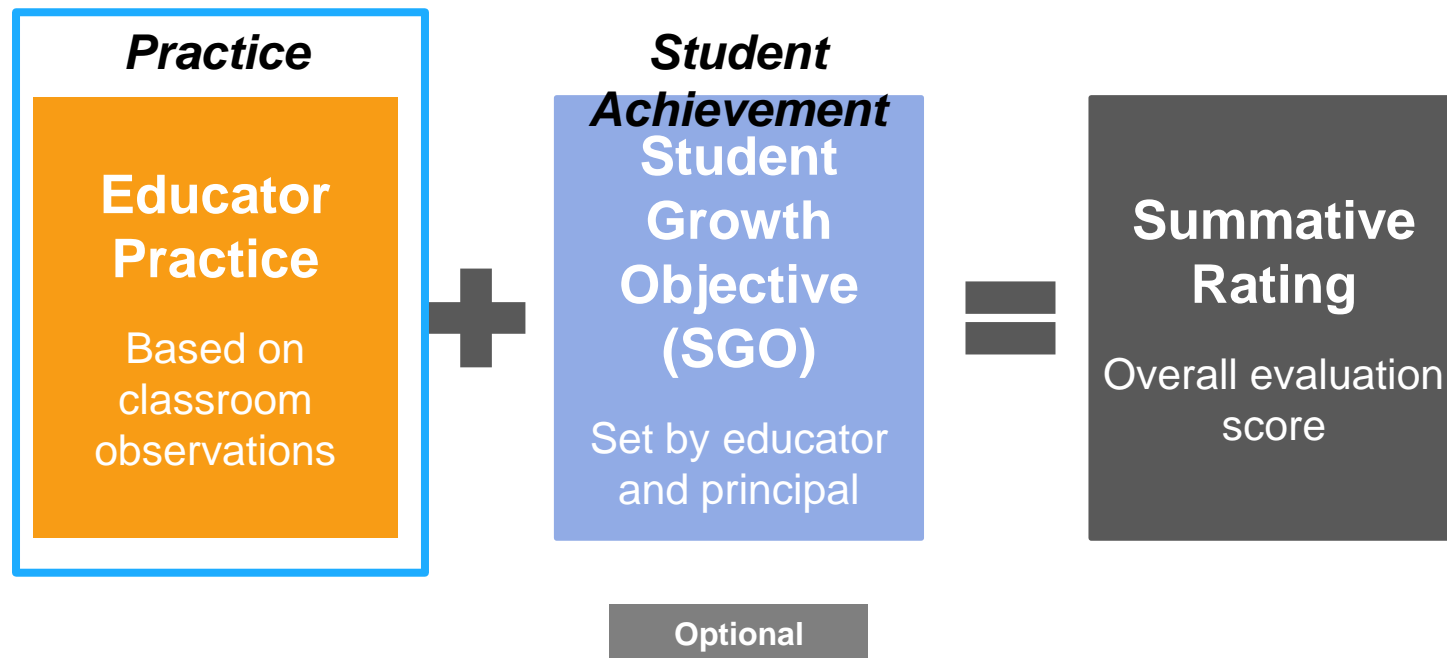 Practice
Educator
Practice
Based on
classroom
observations
Student
Achievement
Student
Growth
Objective
(SGO)
Set by educator
and principal
Summative
Rating
Overall evaluation
score
Optional